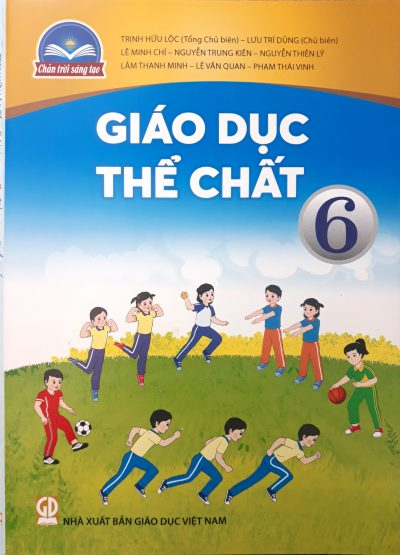 TRỊNH HỮU LỘC (Tổng Chủ biên) – LƯU TRÍ DŨNG (Chủ biên)
LÊ MINH CHÍ – NGUYỄN TRUNG KIÊN – NGUYỄN THIÊN LÝ
LÂM THANH MINH – LÊ VĂN QUAN – PHẠM THÁI VINH
Chân trời sáng tạo
GIÁO DỤC
THỂ CHẤT
6
GD
NHÀ XUẤT BẢN GIÁO DỤC VIỆT NAM